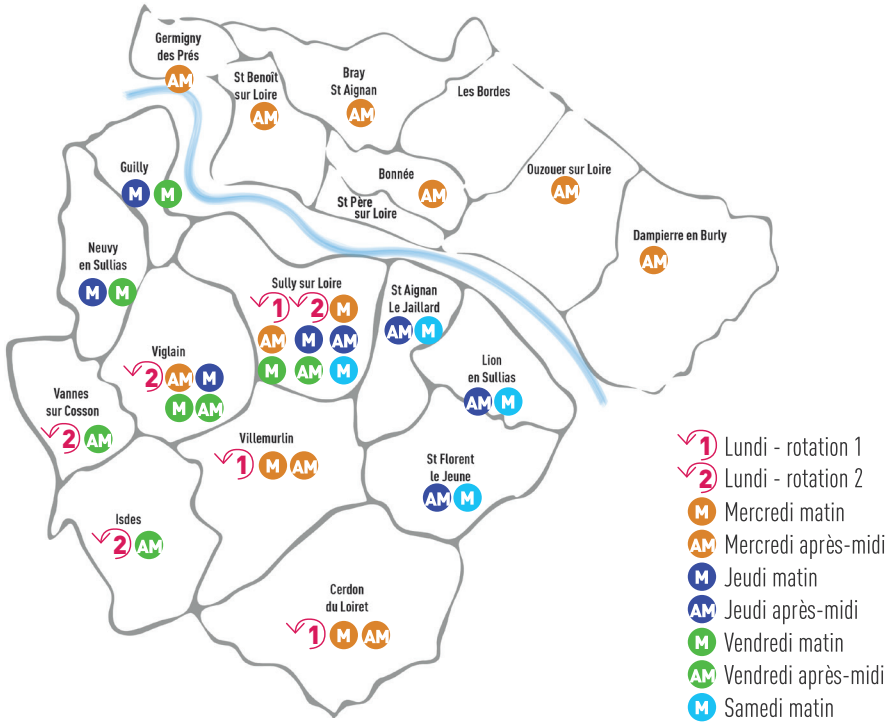 Germigny
des Prés
AM
St Benoît
sur Loire
AM
Bray
St Aignan
AM
Les Bordes
Guilly
M M
Bonnée
AM
St Père
sur Loire
Ouzouer sur Loire
AM
Dampierre en Burly
AM
Neuvy
en Sullias
M M
Sully sur Loire
1 2 M
AM M AM
M AM M
St Aignan
Le Jaillard
AM M
Viglain
2 AM M
M AM
Lion
en Sullias
AM M
Vannes
sur Cosson
2 AM
Villemurlin
1 M AM
St Florent
le Jeune
AM M
Isdes
2 AM
Cerdon
du Loiret
1 M AM
1 Lundi - rotation 1
2 Lundi - rotation 2
M Mercredi matin
AM Mercredi après-midi
M Jeudi matin
AM Jeudi après-midi
M Vendredi matin
AM Vendredi après-midi
M Samedi matin